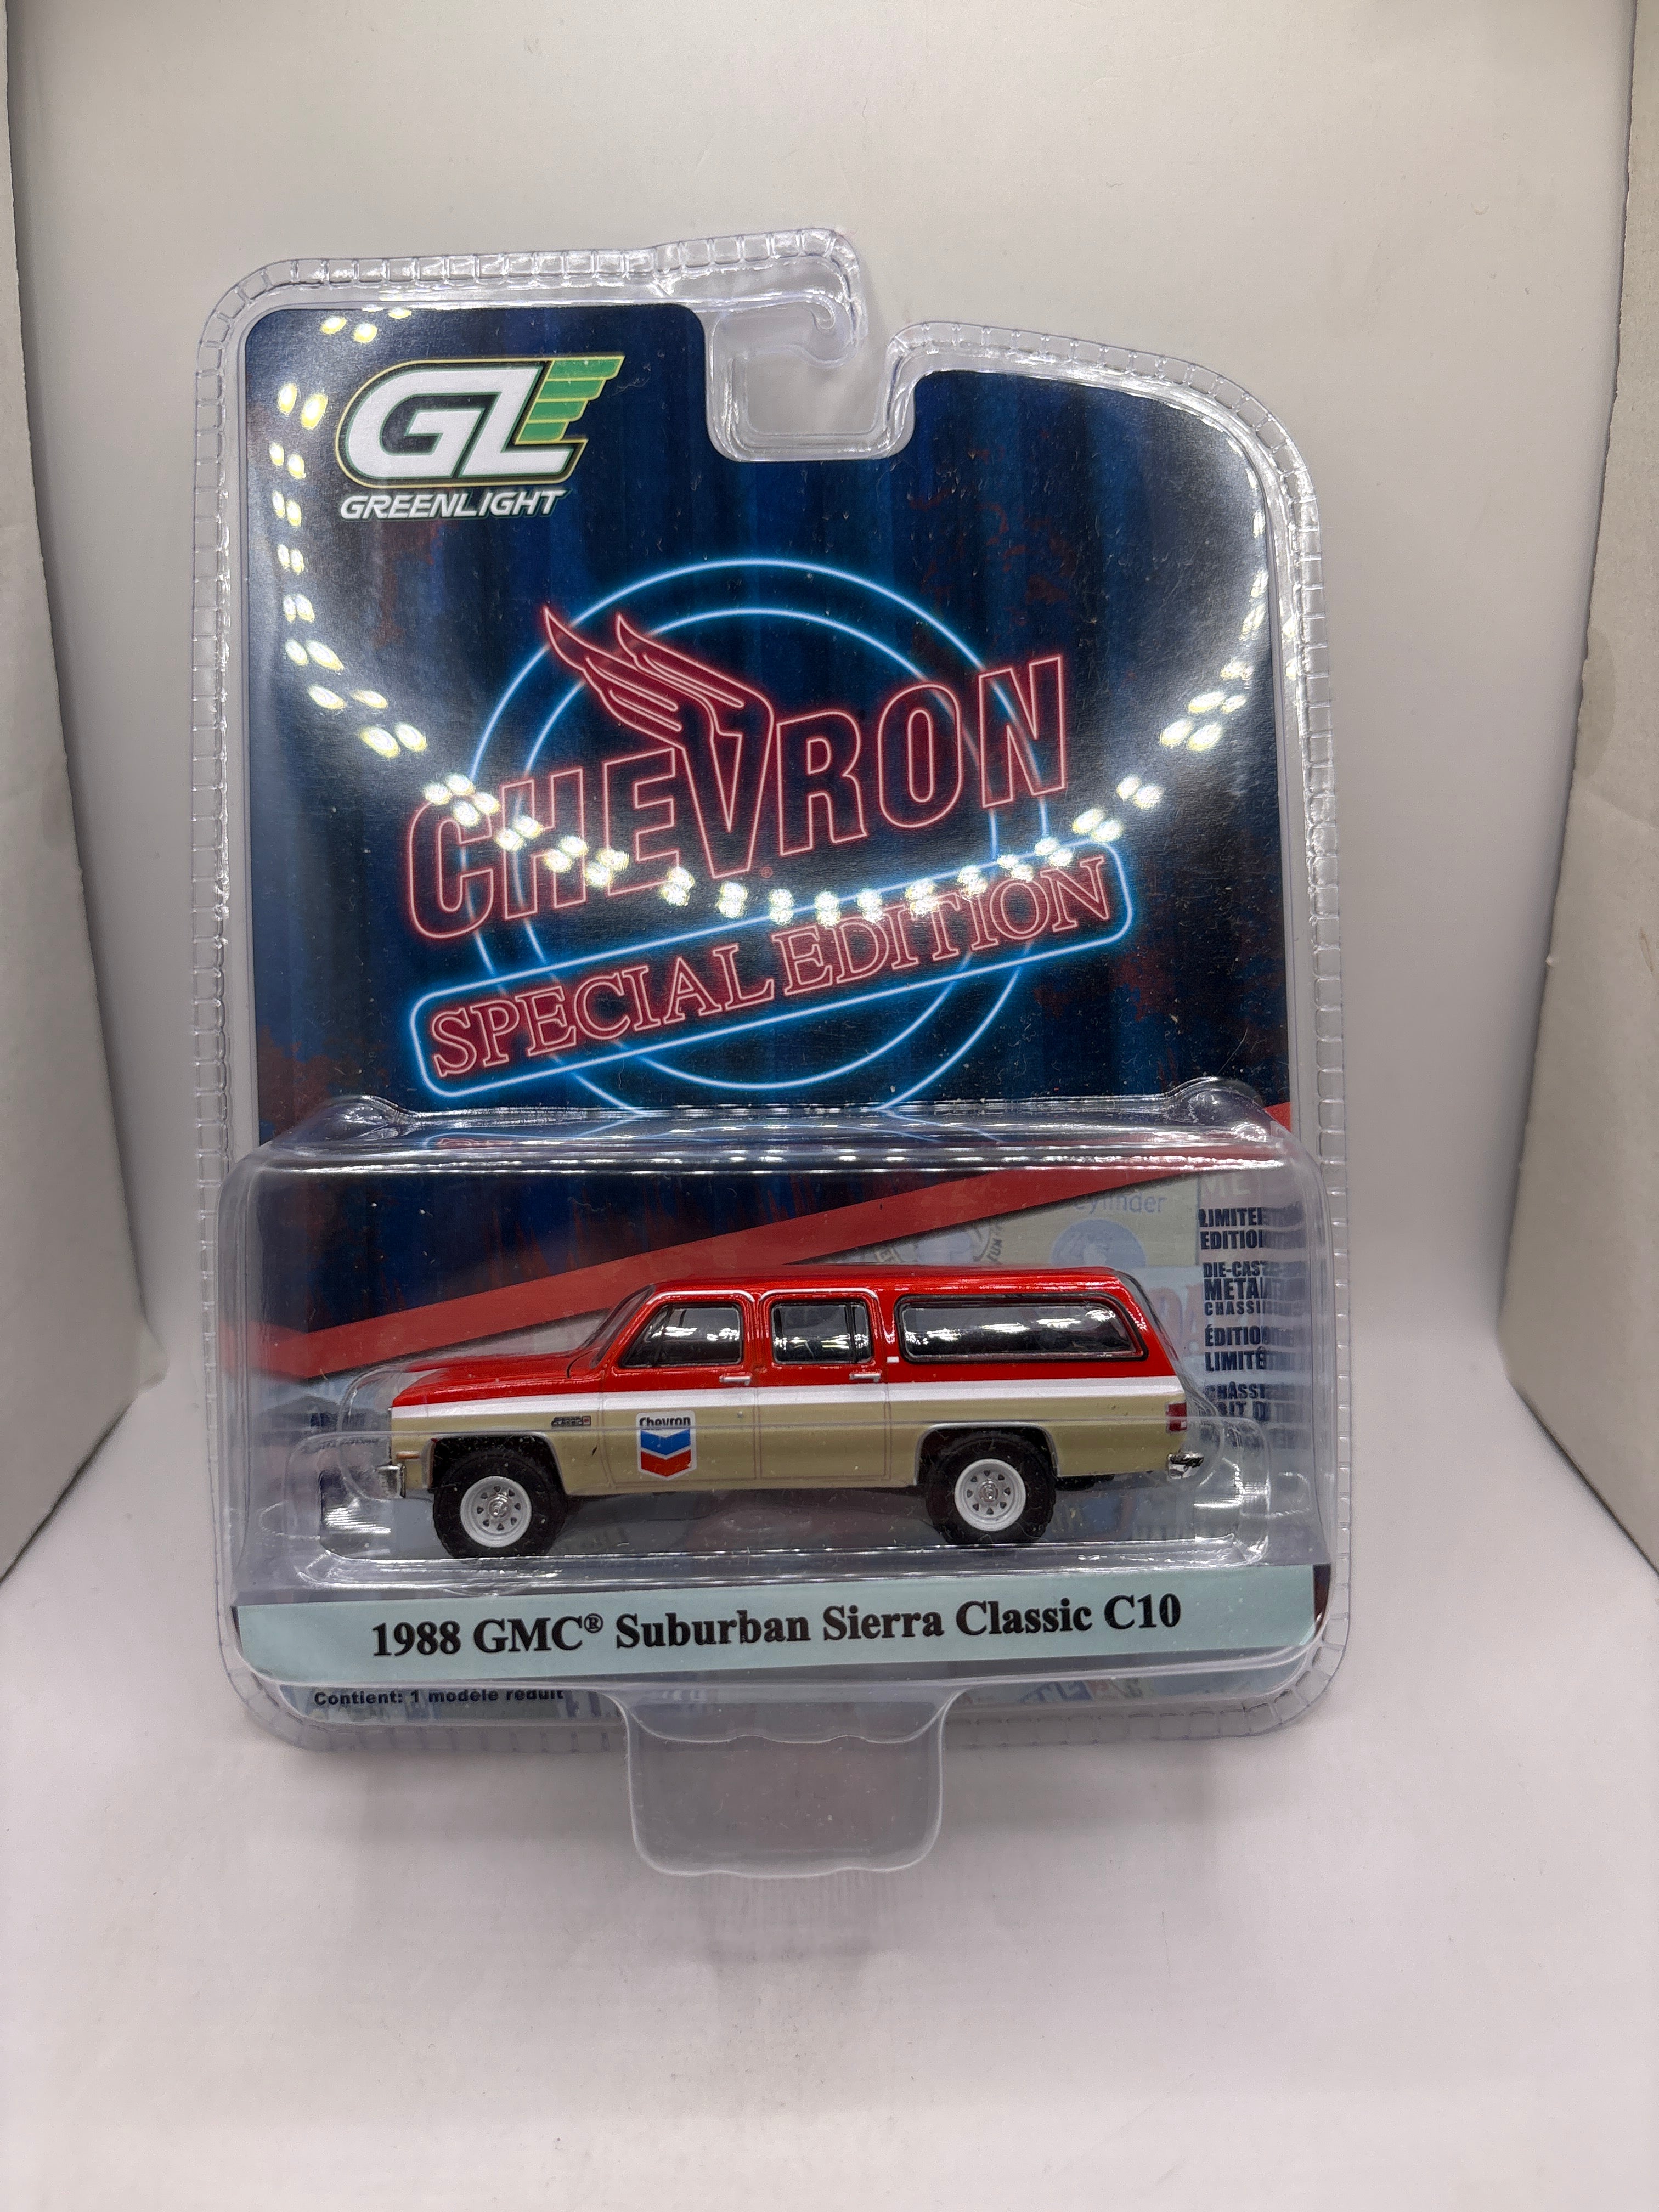 GL
GREENLIGHT
CHEVRON®
SPECIAL EDITION
LIMITED
EDITION
DIE-CAST
METAL
CHASSIS
ÉDITION
LIMITÉE
CHÂSSIS
Chevron
1988 GMC® Suburban Sierra Classic C10
Contient: 1 modèle réduit